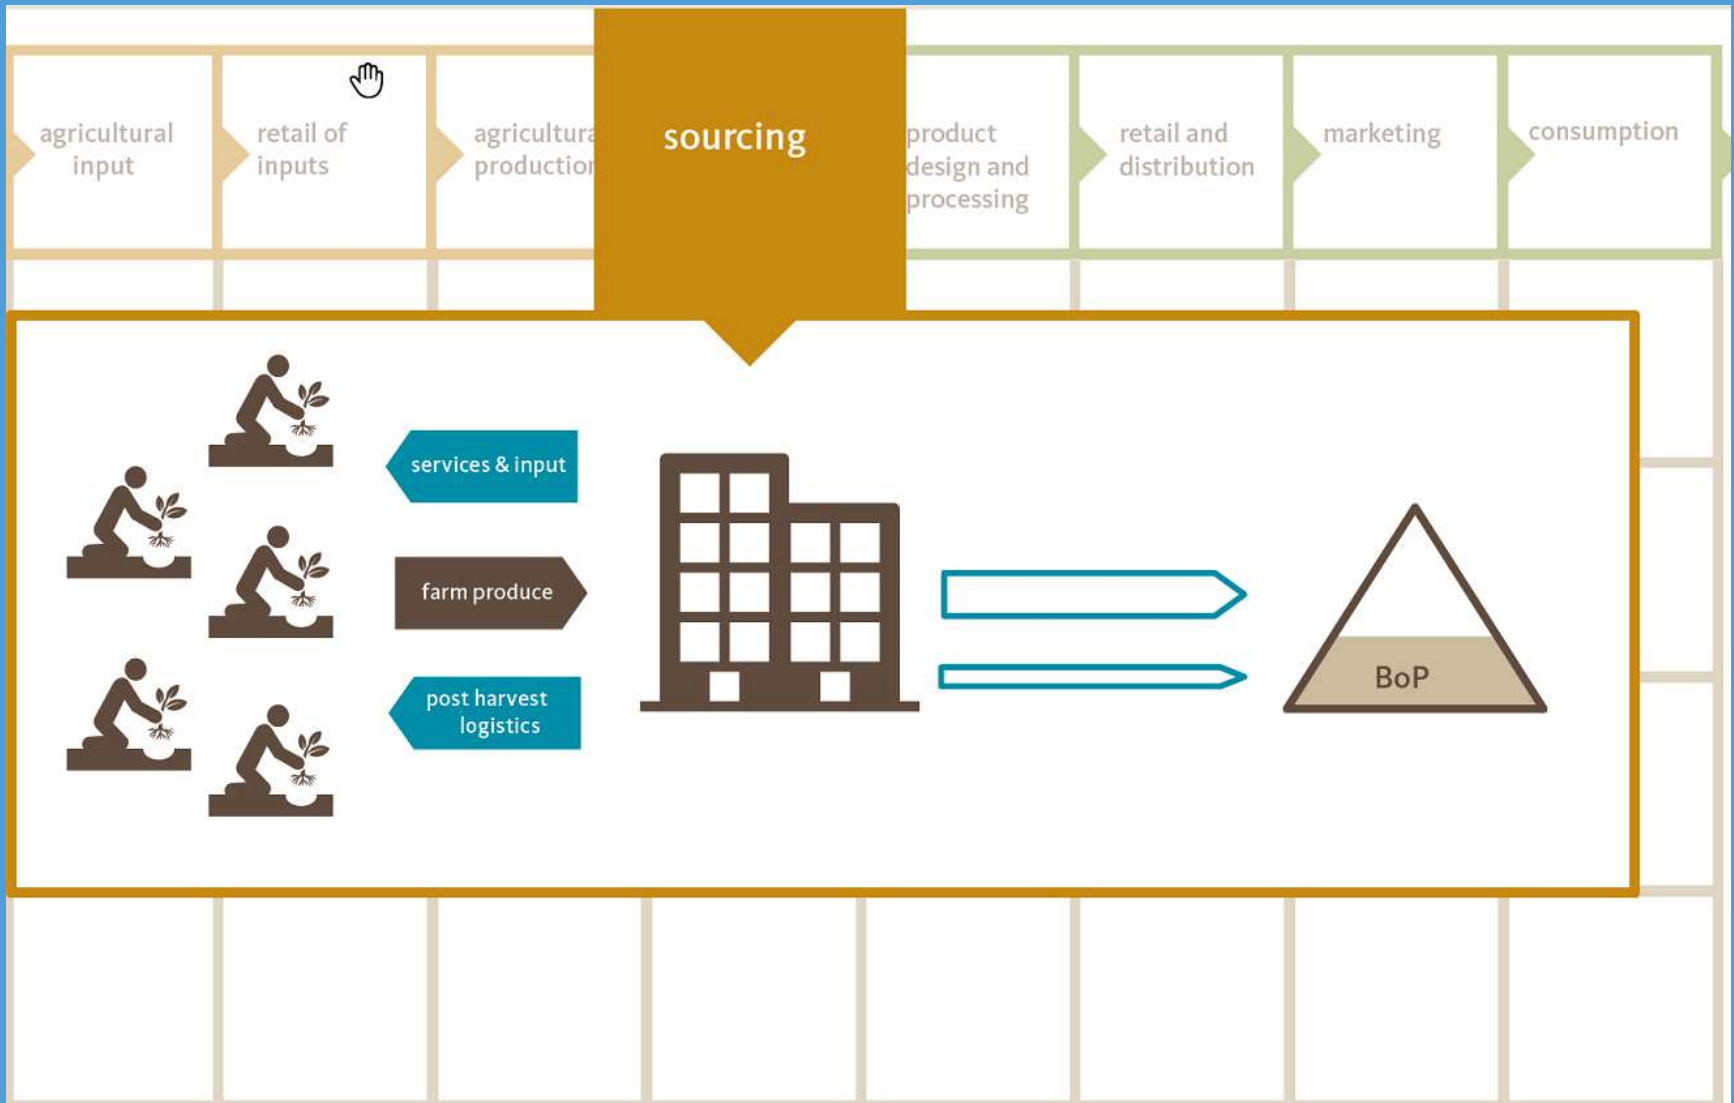 agricultural
input
retail of
inputs
agricultura
production
sourcing
product
design and
processing
retail and
distribution
marketing
consumption
services & input
farm produce
post harvest
logistics
BoP